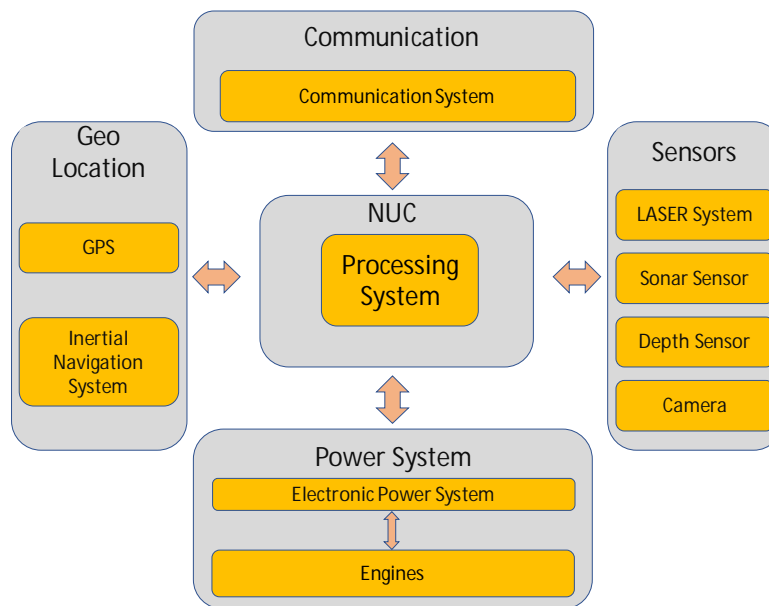 Communication
Communication System
Geo
Location
GPS
Inertial
Navigation
System
NUC
Processing
System
Sensors
LASER System
Sonar Sensor
Depth Sensor
Camera
Power System
Electronic Power System
Engines